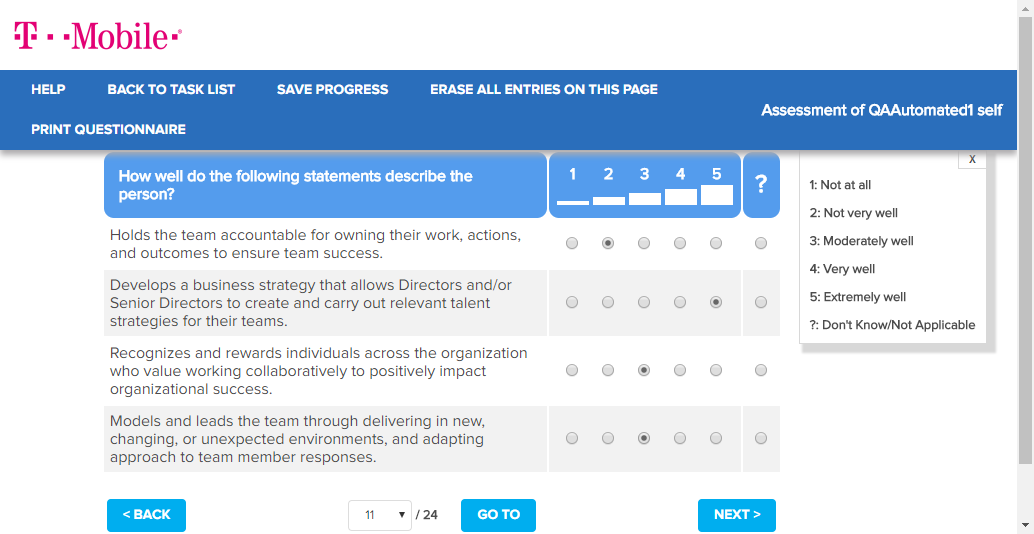 T··Mobile·®
HELP BACK TO TASK LIST SAVE PROGRESS ERASE ALL ENTRIES ON THIS PAGE
PRINT QUESTIONNAIRE
Assessment of QAAutomated1 self
How well do the following statements describe the
person?
1 2 3 4 5 ?
Holds the team accountable for owning their work, actions,
and outcomes to ensure team success.
Develops a business strategy that allows Directors and/or
Senior Directors to create and carry out relevant talent
strategies for their teams.
Recognizes and rewards individuals across the organization
who value working collaboratively to positively impact
organizational success.
Models and leads the team through delivering in new,
changing, or unexpected environments, and adapting
approach to team member responses.
X
1: Not at all
2: Not very well
3: Moderately well
4: Very well
5: Extremely well
?: Don't Know/Not Applicable
< BACK 11 / 24 GO TO NEXT >